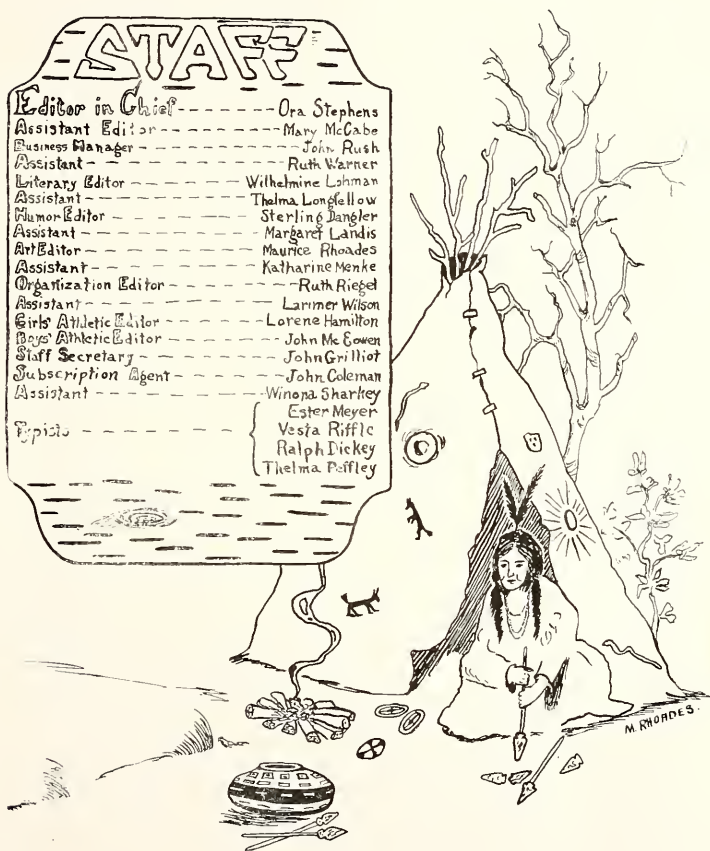 STAFF
Editor in Chief - - - - - - - Ora Stephens
Assistant Editor - - - - - - - Mary McCabe
Business Manager - - - - - - - John Rush
Assistant - - - - - - - Ruth Warner
Literary Editor - - - - - - - Wilhelmine Lohman
Assistant - - - - - - - Thelma Longfellow
Humor Editor - - - - - - - Sterling Dangler
Assistant - - - - - - - Margaret Landis
Art Editor - - - - - - - Maurice Rhoades
Assistant - - - - - - - Katharine Menke
Organization Editor - - - - - - - Ruth Riegel
Assistant - - - - - - - Larimer Wilson
Girls' Athletic Editor - - - - - - - Lorene Hamilton
Boys' Athletic Editor - - - - - - - John McEowen
Staff Secretary - - - - - - - John Grilliot
Subscription Agent - - - - - - - John Coleman
Assistant - - - - - - - Winona Sharkey
Ester Meyer
Typists - - - - - - - Vesta Riffle
Ralph Dickey
Thelma Peffley
M. RHOADES.